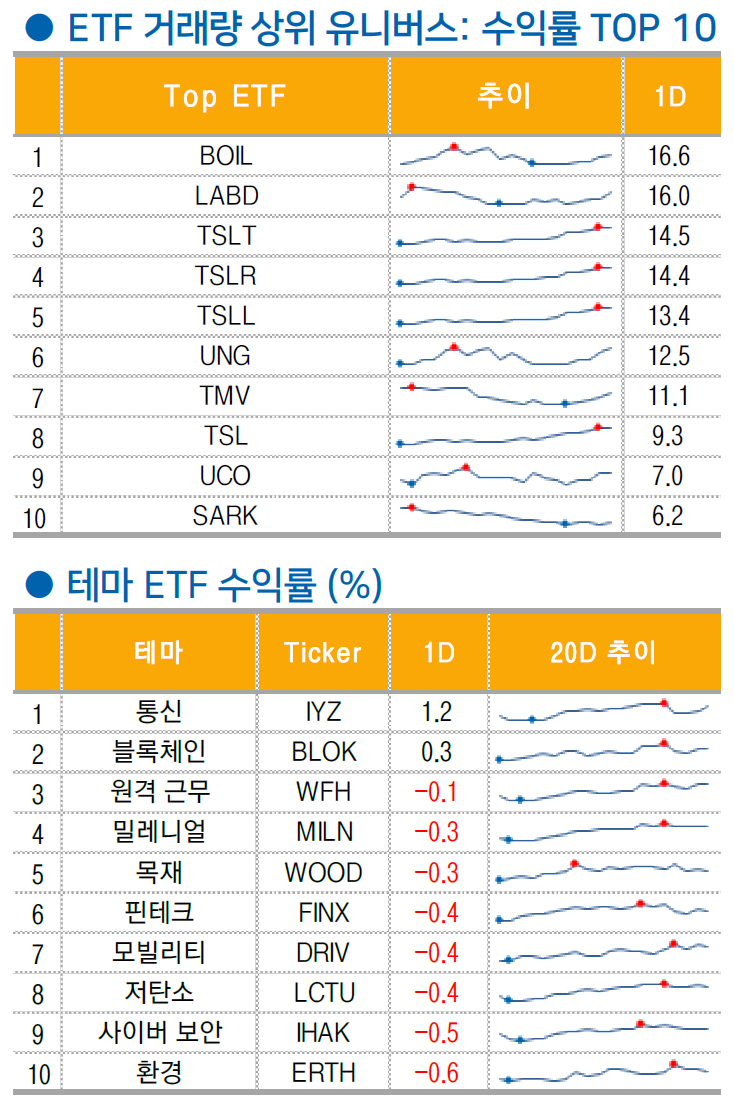 ● ETF 거래량 상위 유니버스: 수익률 TOP 10
Top ETF 추이 1D
1 BOIL 16.6
2 LABD 16.0
3 TSLT 14.5
4 TSLR 14.4
5 TSLL 13.4
6 UNG 12.5
7 TMV 11.1
8 TSL 9.3
9 UCO 7.0
10 SARK 6.2
● 테마 ETF 수익률 (%)
테마 Ticker 1D 20D 추이
1 통신 IYZ 1.2
2 블록체인 BLOK 0.3
3 원격 근무 WFH -0.1
4 밀레니얼 MILN -0.3
5 목재 WOOD -0.3
6 핀테크 FINX -0.4
7 모빌리티 DRIV -0.4
8 저탄소 LCTU -0.4
9 사이버 보안 IHAK -0.5
10 환경 ERTH -0.6